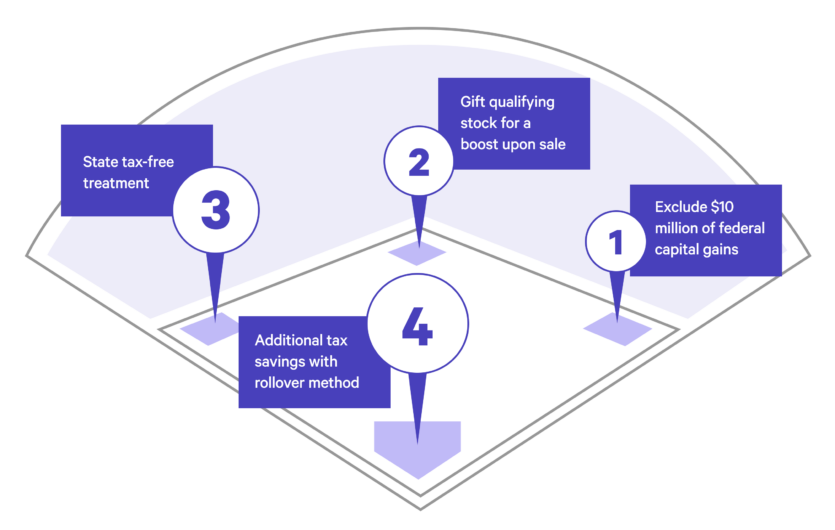 1
Exclude $10
million of federal
capital gains
2
Gift qualifying
stock for a
boost upon sale
3
State tax-free
treatment
4
Additional tax
savings with
rollover method